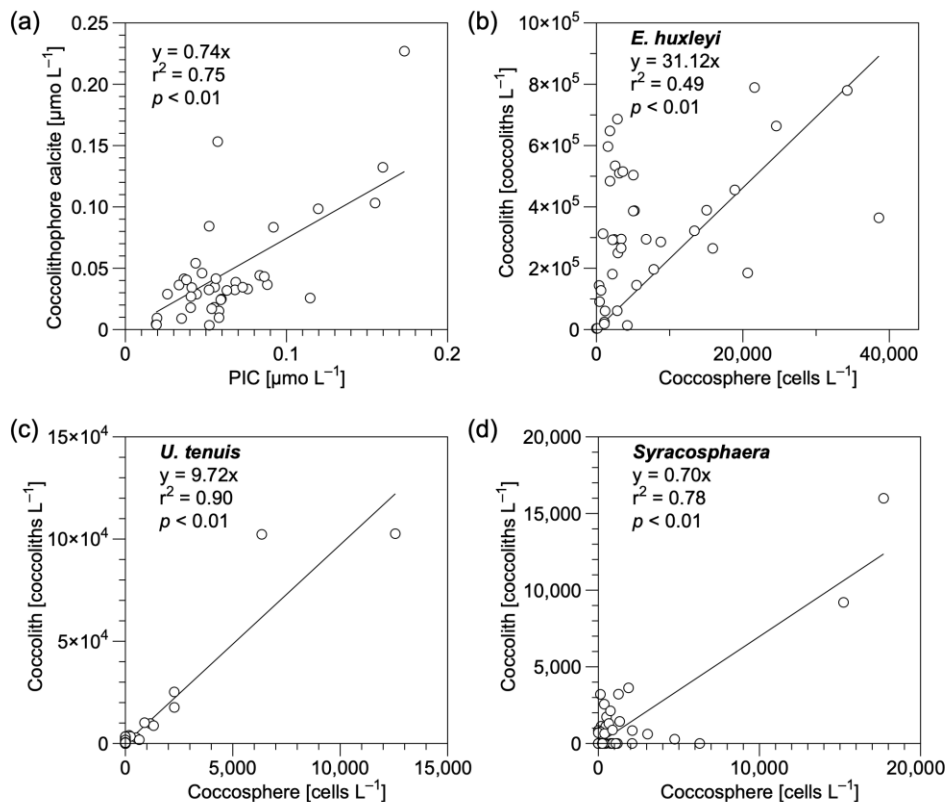 (a)
y = 0.74x
r² = 0.75
p < 0.01
Coccolithophore calcite [µmo L⁻¹]
0.25
0.20
0.15
0.10
0.05
0
0
0.1
0.2
PIC [µmo L⁻¹]
(b)
E. huxleyi
y = 31.12x
r² = 0.49
p < 0.01
Coccolith [coccoliths L⁻¹]
10×10⁵
8×10⁵
6×10⁵
4×10⁵
2×10⁵
0
0
20,000
40,000
Coccosphere [cells L⁻¹]
(c)
U. tenuis
y = 9.72x
r² = 0.90
p < 0.01
Coccolith [coccoliths L⁻¹]
15×10⁴
10×10⁴
5×10⁴
0
0
5,000
10,000
15,000
Coccosphere [cells L⁻¹]
(d)
Syracosphaera
y = 0.70x
r² = 0.78
p < 0.01
Coccolith [coccoliths L⁻¹]
20,000
15,000
10,000
5,000
0
0
10,000
20,000
Coccosphere [cells L⁻¹]